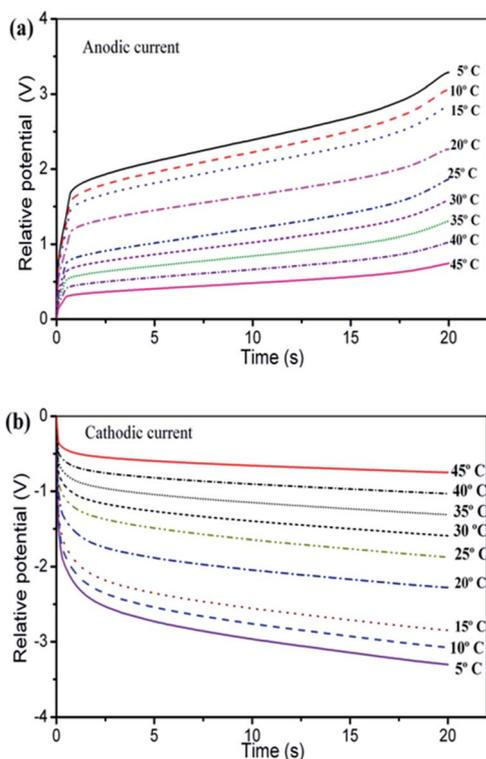 (a)
Anodic current
Relative potential (V)
4
3
2
1
0
5º C
10º C
15º C
20º C
25º C
30º C
35º C
40º C
45º C
0 5 10 15 20
Time (s)
(b)
Cathodic current
Relative potential (V)
0
-1
-2
-3
-4
45º C
40º C
35º C
30 ºC
25º C
20º C
15º C
10º C
5º C
0 5 10 15 20
Time (s)